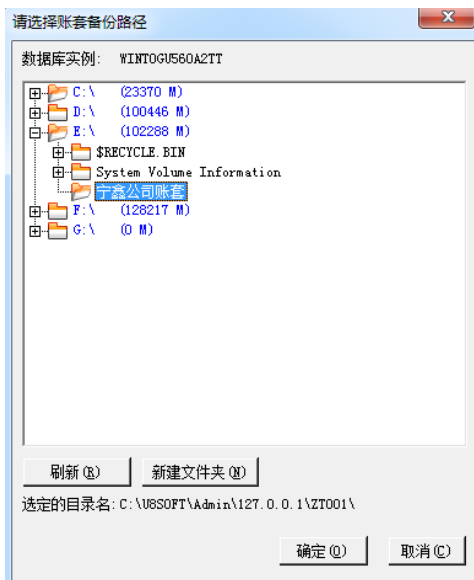 请选择账套备份路径
数据库实例: WINTOGU560A2TT
C:\ (23370 M)
D:\ (100446 M)
E:\ (102288 M)
$RECYCLE.BIN
System Volume Information
宁鑫公司账套
F:\ (128217 M)
G:\ (0 M)
刷新(R) 新建文件夹(N)
选定的目录名:C:\U8SOFT\Admin\127.0.0.1\ZT001\
确定(O) 取消(C)